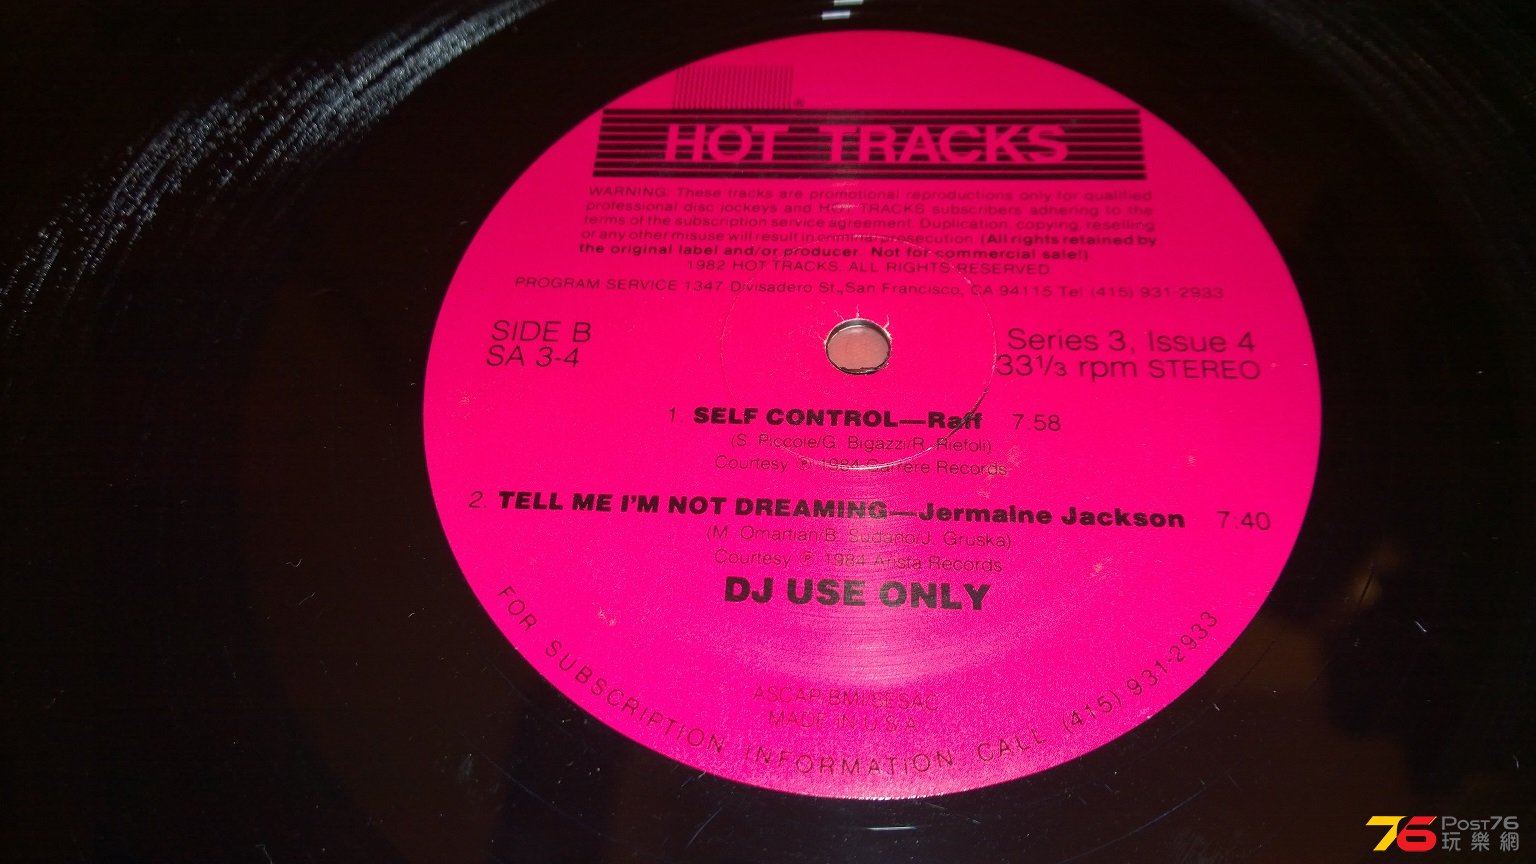 HOT TRACKS
WARNING: These tracks are promotional reproductions only for qualified
professional disc jockeys and HOT TRACKS subscribers adhering to the
terms of the subscription service agreement. Duplication, copying, reselling
or any other misuse will result in criminal prosecution. (All rights retained by
the original label and/or producer. Not for commercial sale!)
1982 HOT TRACKS. ALL RIGHTS RESERVED
PROGRAM SERVICE 1347 Divisadero St., San Francisco, CA 94115 Tel (415) 931-2933
SIDE B
SA 3-4
Series 3, Issue 4
33⅓ rpm STEREO
1. SELF CONTROL—Raff 7:58
(S. Piccole/G. Bigazzi/R. Riefoli)
Courtesy ℗ 1984 Carrere Records
2. TELL ME I'M NOT DREAMING—Jermaine Jackson 7:40
(M. Omartian/B. Sudano/J. Gruska)
Courtesy ℗ 1984 Arista Records
DJ USE ONLY
ASCAP/BMI/SESAC
MADE IN U.S.A.
FOR SUBSCRIPTION INFORMATION CALL (415) 931-2933
76 POST76
玩樂網